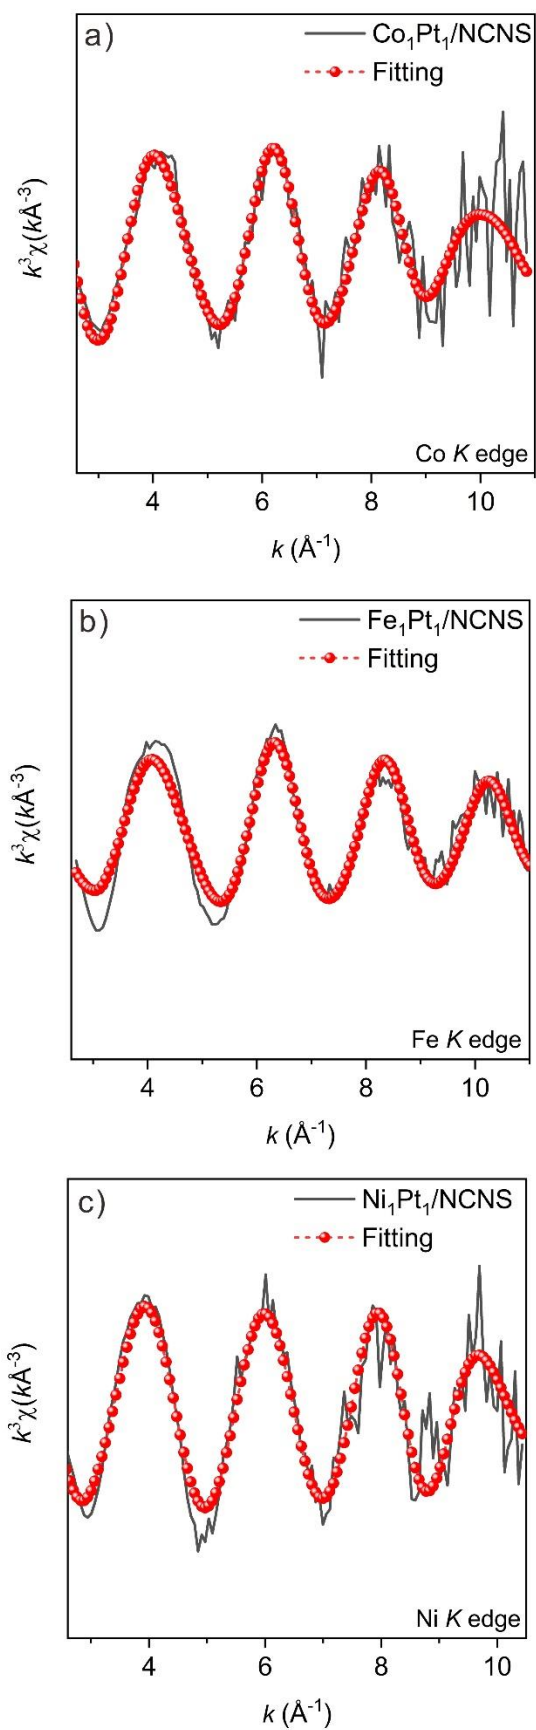 a)
Co₁Pt₁/NCNS
Fitting
k³χ(kÅ⁻³)
Co K edge
4 6 8 10
k (Å⁻¹)
b)
Fe₁Pt₁/NCNS
Fitting
k³χ(kÅ⁻³)
Fe K edge
4 6 8 10
k (Å⁻¹)
c)
Ni₁Pt₁/NCNS
Fitting
k³χ(kÅ⁻³)
Ni K edge
4 6 8 10
k (Å⁻¹)